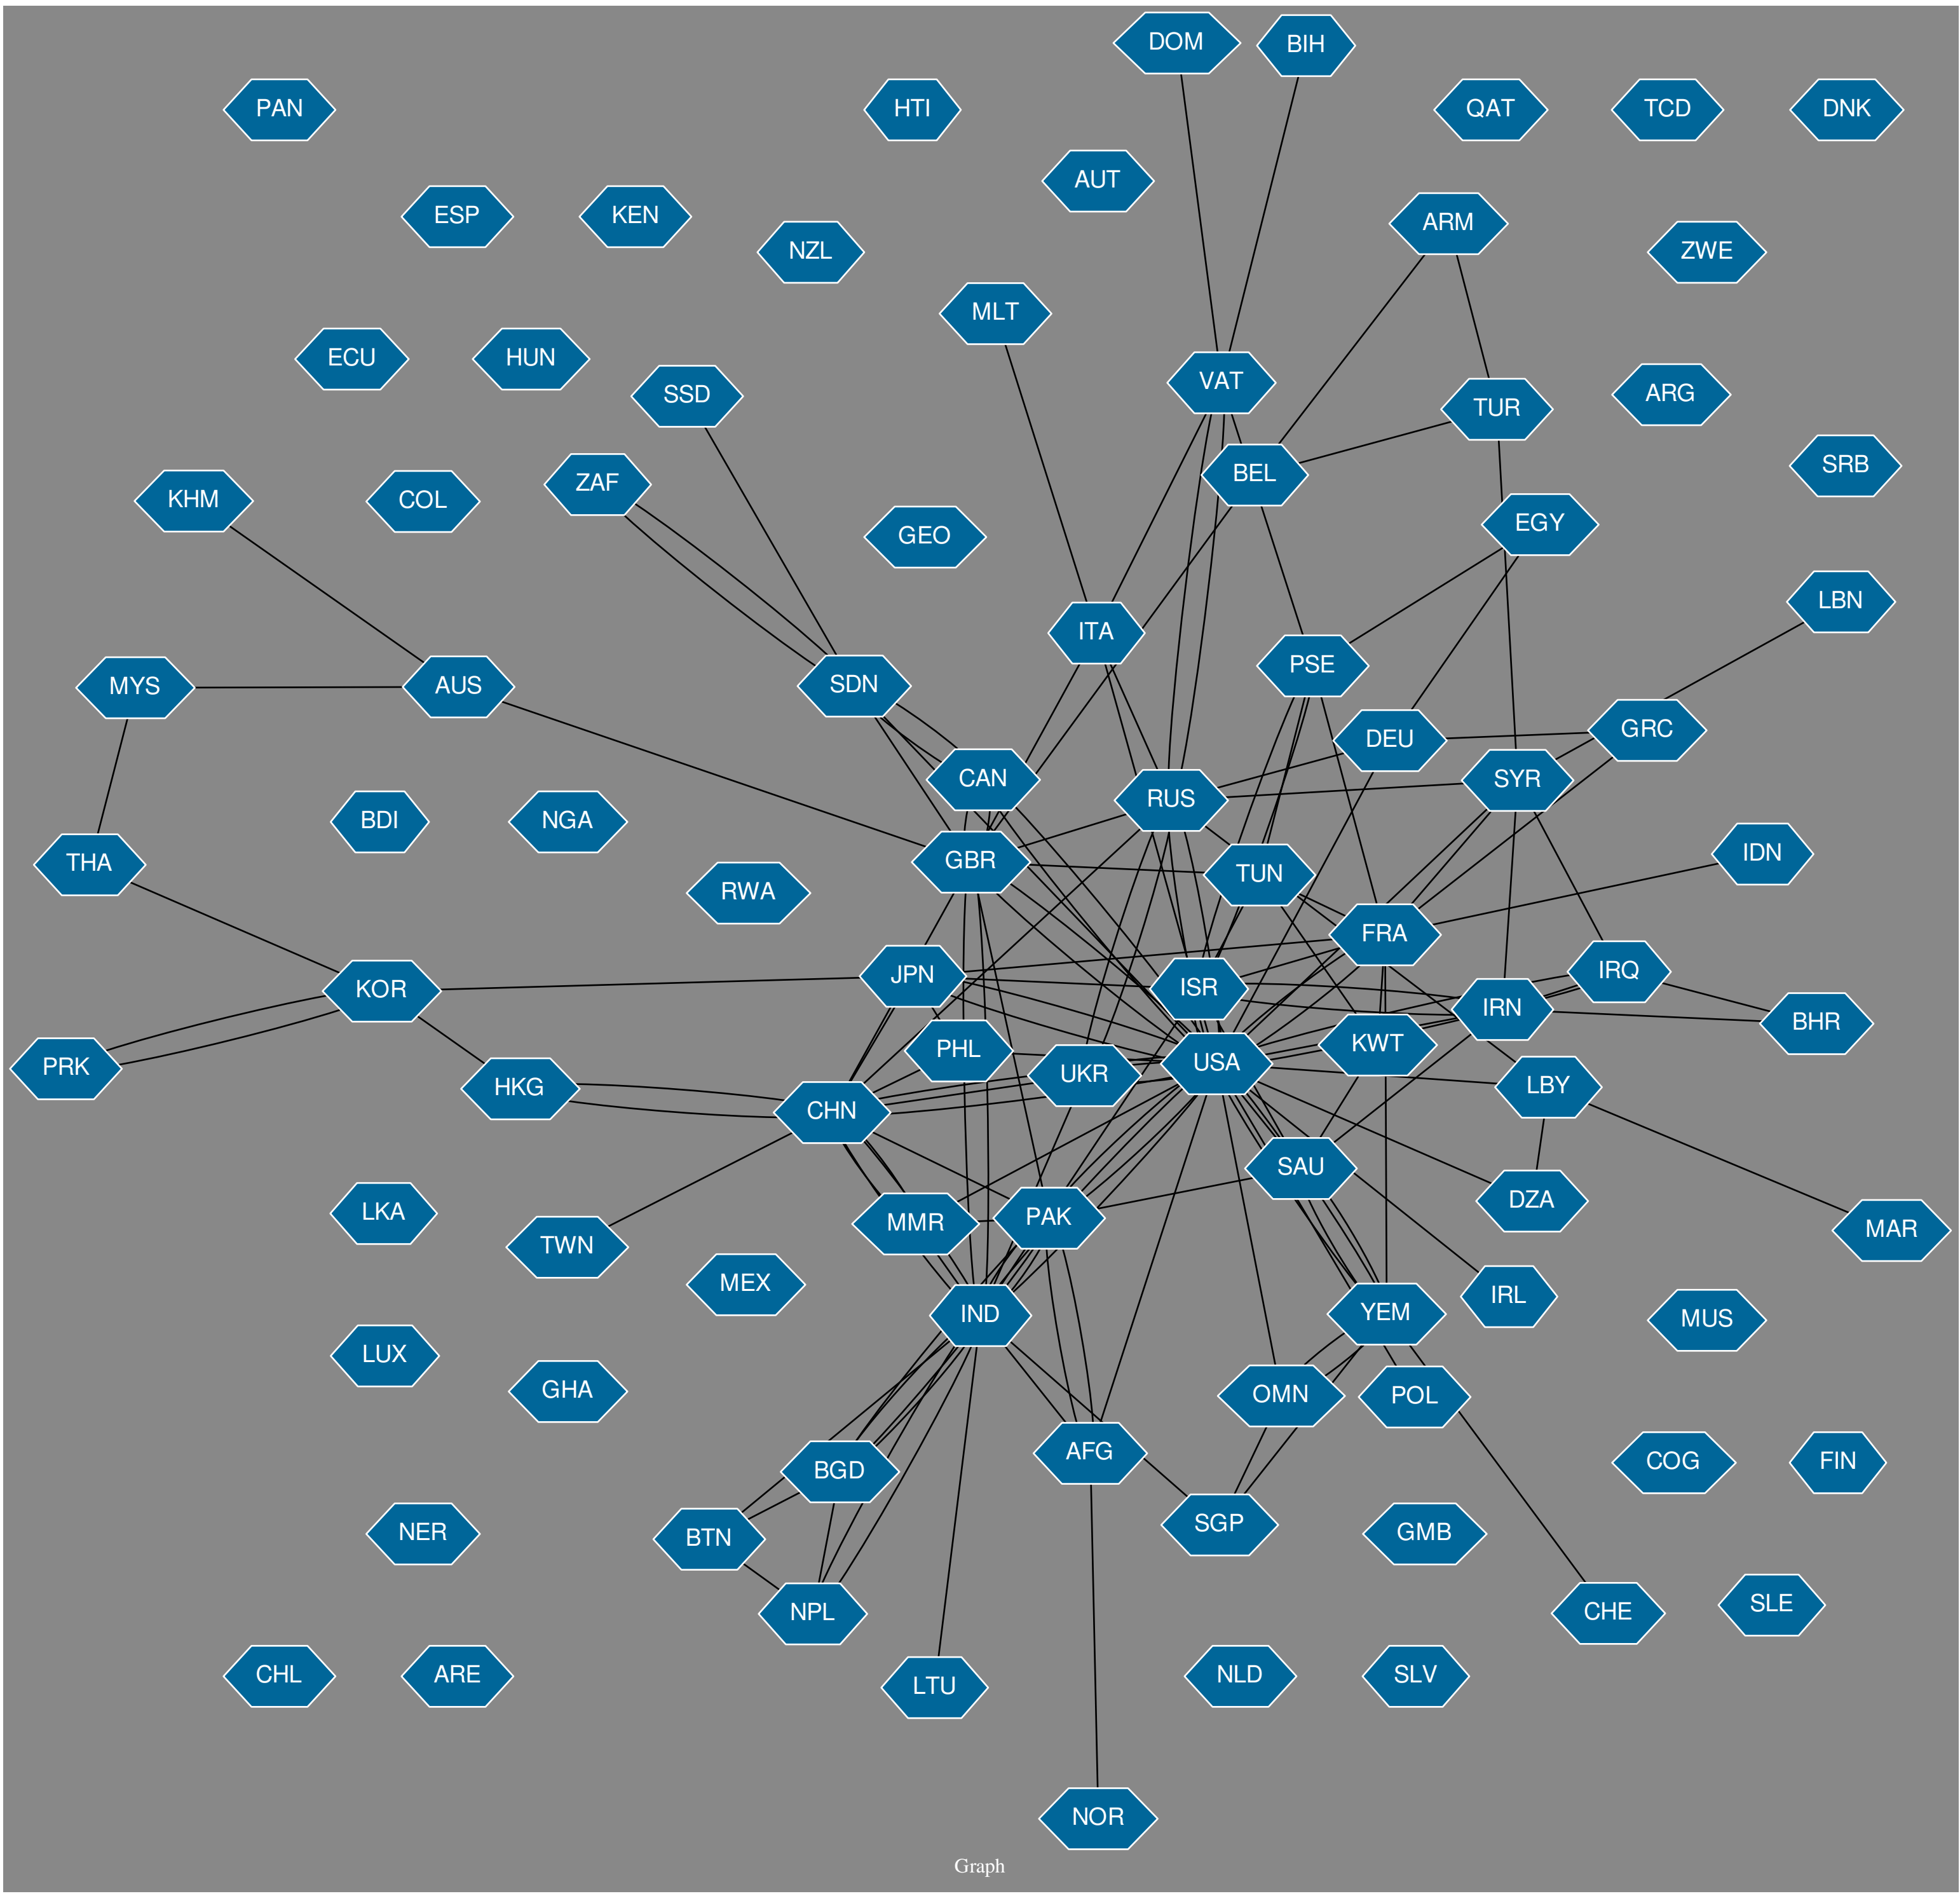 DOM
BIH
PAN
HTI
QAT
TCD
DNK
AUT
ESP
KEN
ARM
NZL
ZWE
MLT
ECU
HUN
VAT
SSD
ARG
TUR
SRB
BEL
ZAF
KHM
COL
EGY
GEO
LBN
ITA
PSE
MYS
AUS
SDN
GRC
DEU
CAN
SYR
RUS
BDI
NGA
IDN
THA
GBR
TUN
RWA
FRA
IRQ
JPN
KOR
ISR
IRN
BHR
KWT
PHL
USA
PRK
UKR
HKG
LBY
CHN
SAU
DZA
LKA
PAK
MMR
MAR
TWN
MEX
IRL
IND
YEM
MUS
LUX
GHA
OMN
POL
AFG
COG
FIN
BGD
SGP
NER
GMB
BTN
SLE
NPL
CHE
CHL
ARE
NLD
SLV
LTU
NOR
Graph